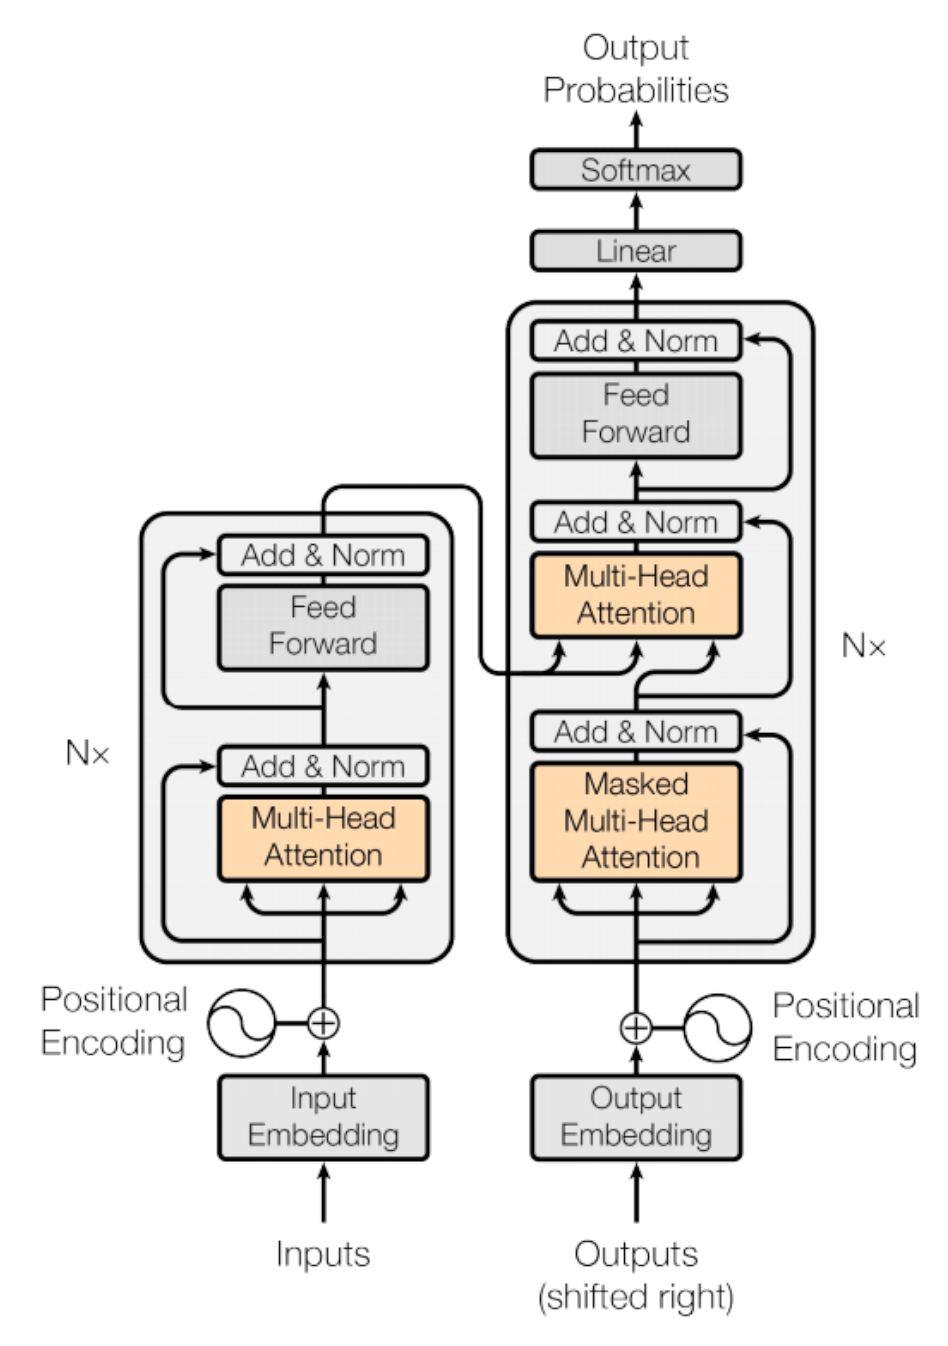 Output
Probabilities
Softmax
Linear
Add & Norm
Feed
Forward
Add & Norm
Multi-Head
Attention
Add & Norm
Masked
Multi-Head
Attention
N×
Add & Norm
Feed
Forward
Add & Norm
Multi-Head
Attention
N×
Positional
Encoding
Positional
Encoding
Input
Embedding
Output
Embedding
Inputs
Outputs
(shifted right)